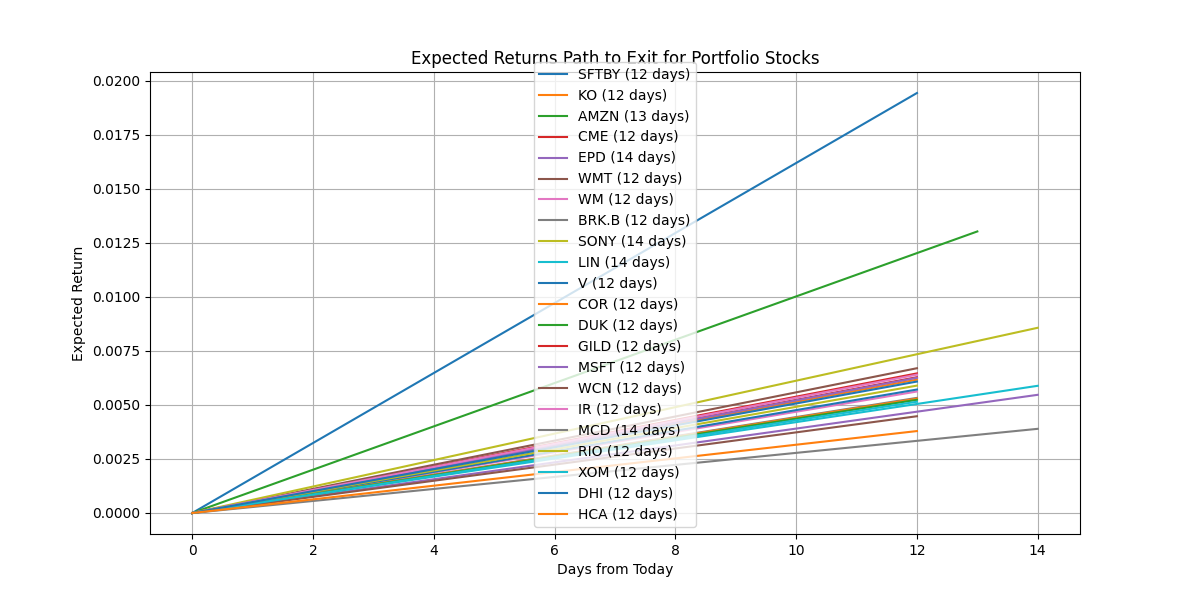 Expected Returns Path to Exit for Portfolio Stocks
Expected Return
0.0200
0.0175
0.0150
0.0125
0.0100
0.0075
0.0050
0.0025
0.0000
SFTBY (12 days)
KO (12 days)
AMZN (13 days)
CME (12 days)
EPD (14 days)
WMT (12 days)
WM (12 days)
BRK.B (12 days)
SONY (14 days)
LIN (14 days)
V (12 days)
COR (12 days)
DUK (12 days)
GILD (12 days)
MSFT (12 days)
WCN (12 days)
IR (12 days)
MCD (14 days)
RIO (12 days)
XOM (12 days)
DHI (12 days)
HCA (12 days)
0 2 4 6 8 10 12 14
Days from Today